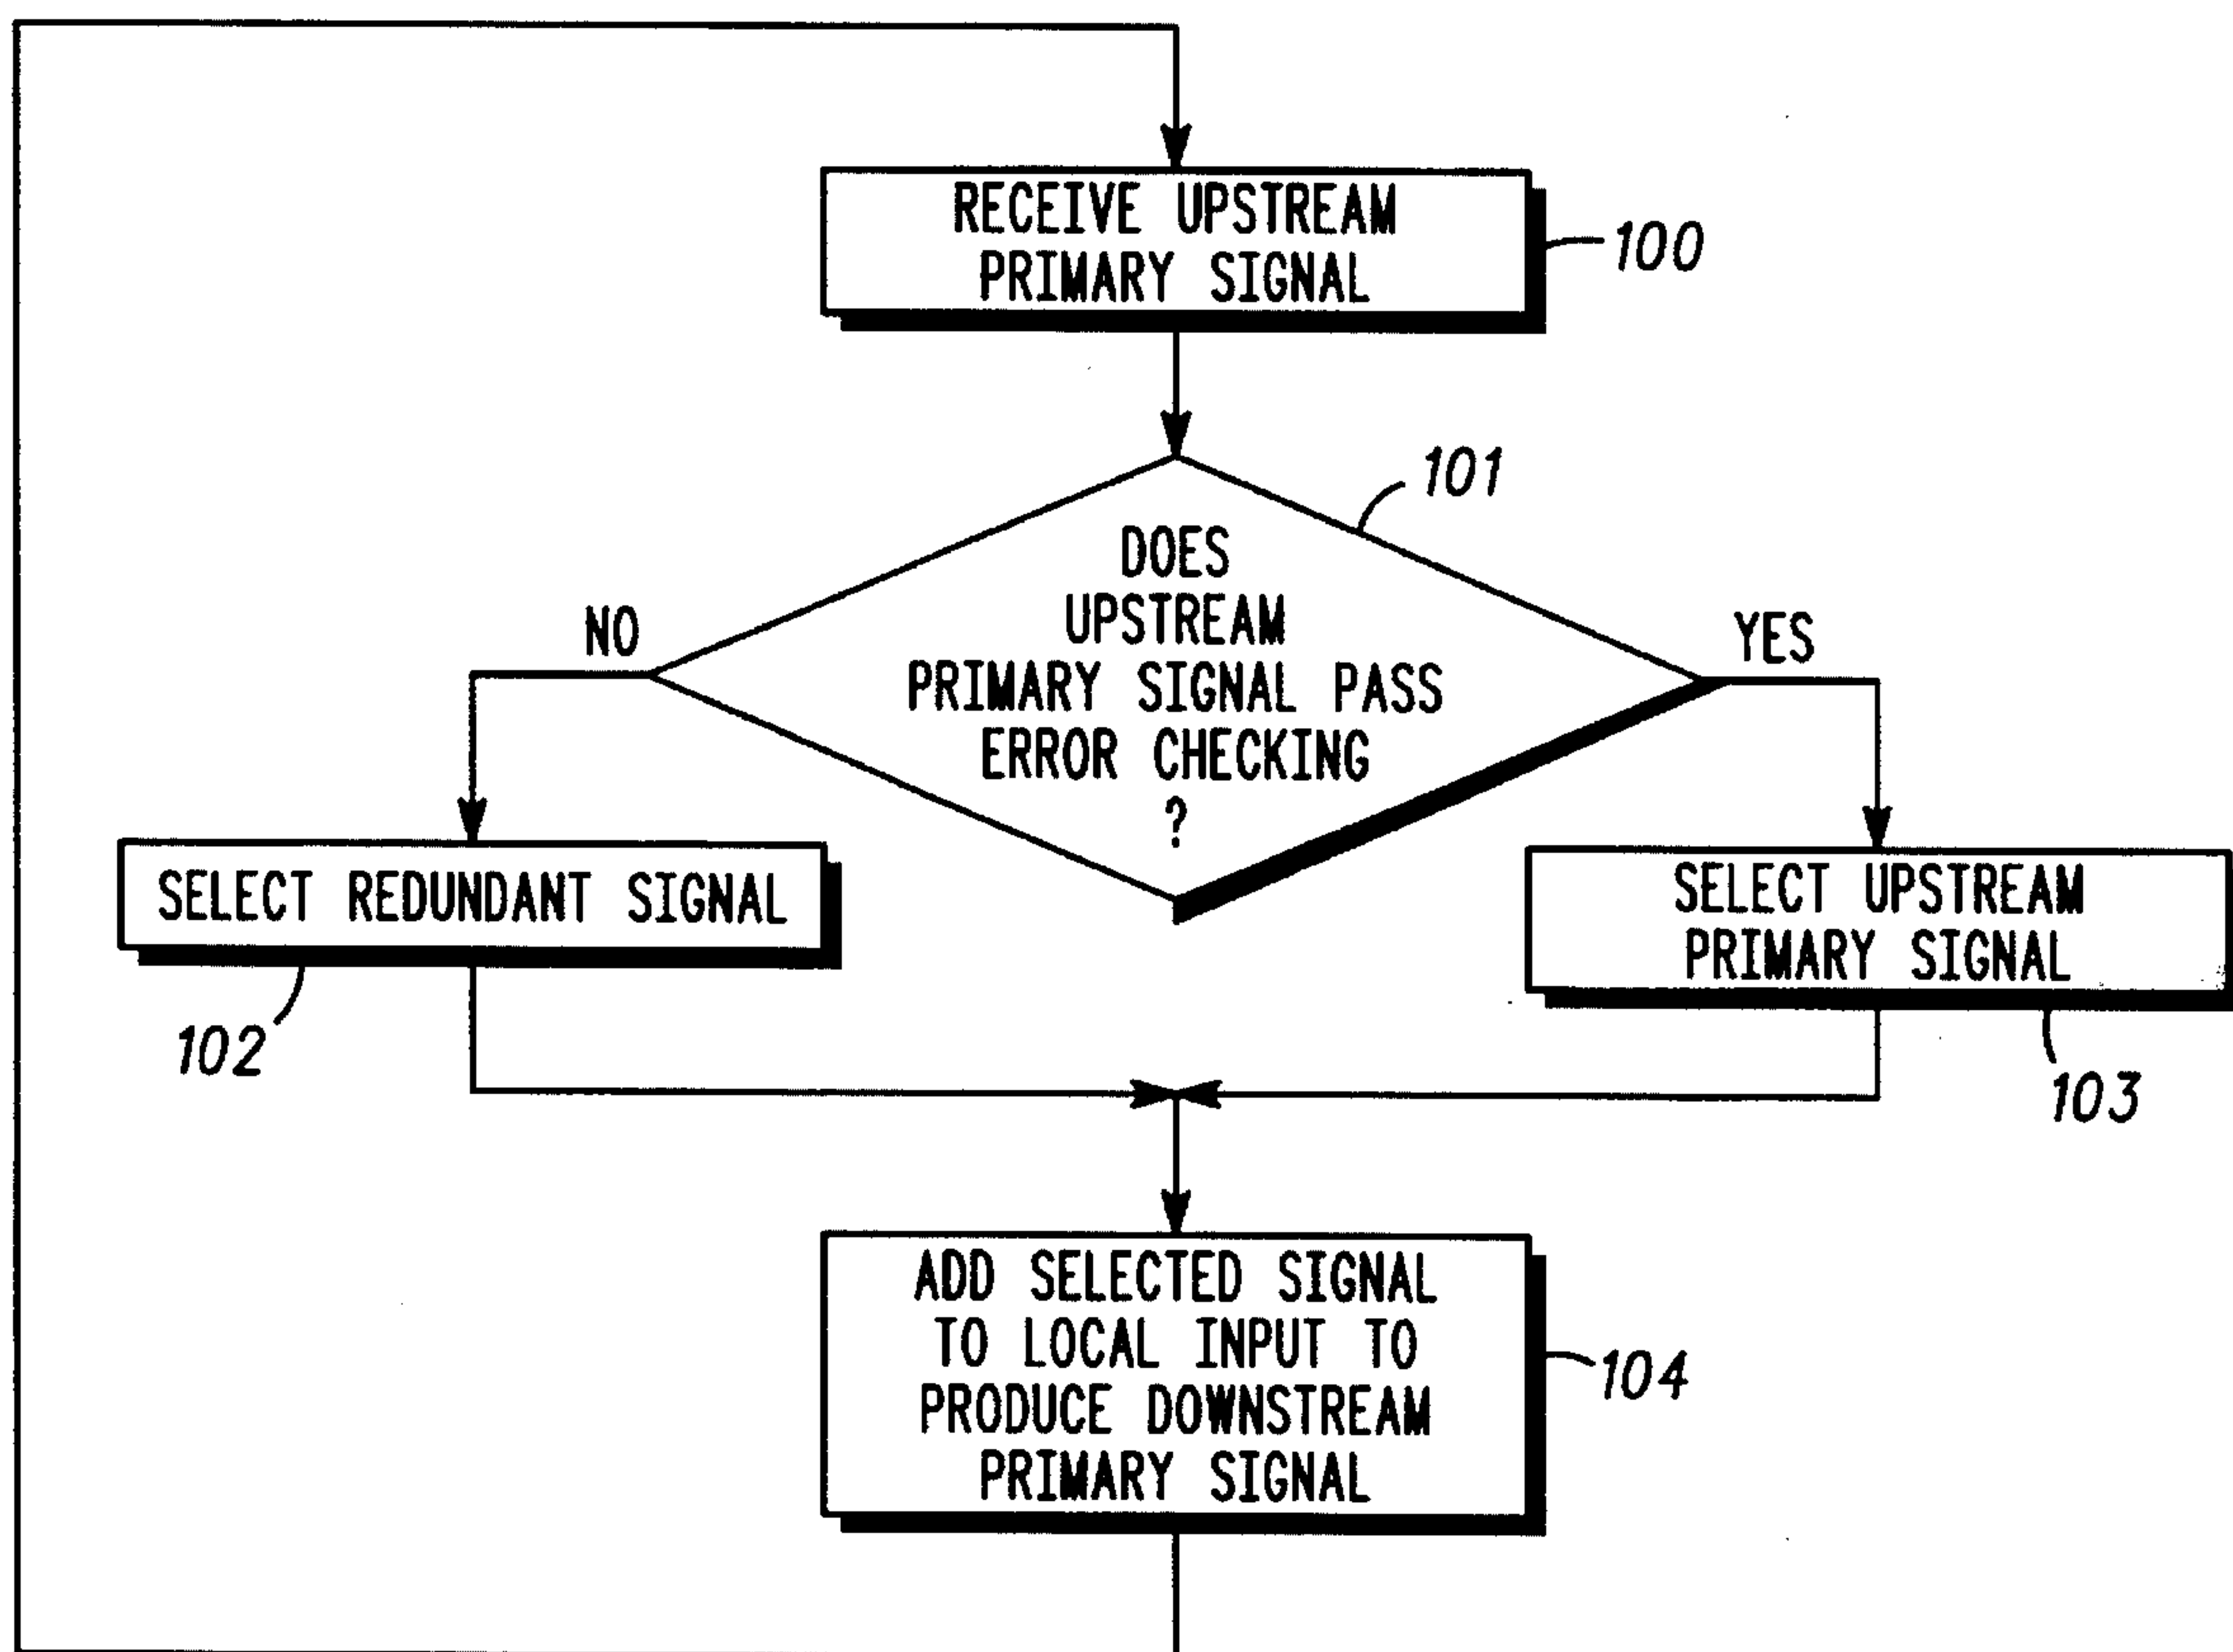 RECEIVE UPSTREAM
PRIMARY SIGNAL
100
101
DOES
UPSTREAM
PRIMARY SIGNAL PASS
ERROR CHECKING
?
NO
YES
SELECT REDUNDANT SIGNAL
102
SELECT UPSTREAM
PRIMARY SIGNAL
103
ADD SELECTED SIGNAL
TO LOCAL INPUT TO
PRODUCE DOWNSTREAM
PRIMARY SIGNAL
104